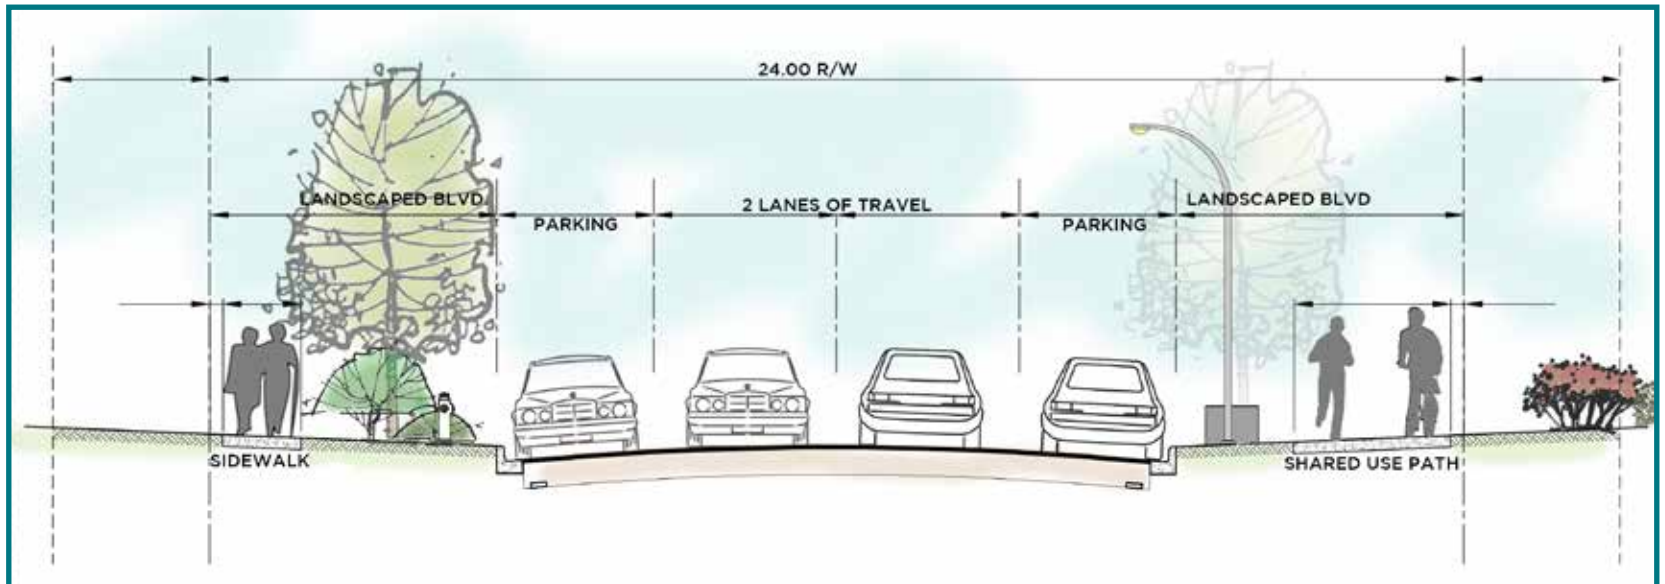 24.00 R/W
LANDSCAPED BLVD
PARKING
2 LANES OF TRAVEL
PARKING
LANDSCAPED BLVD
SIDEWALK
SHARED USE PATH